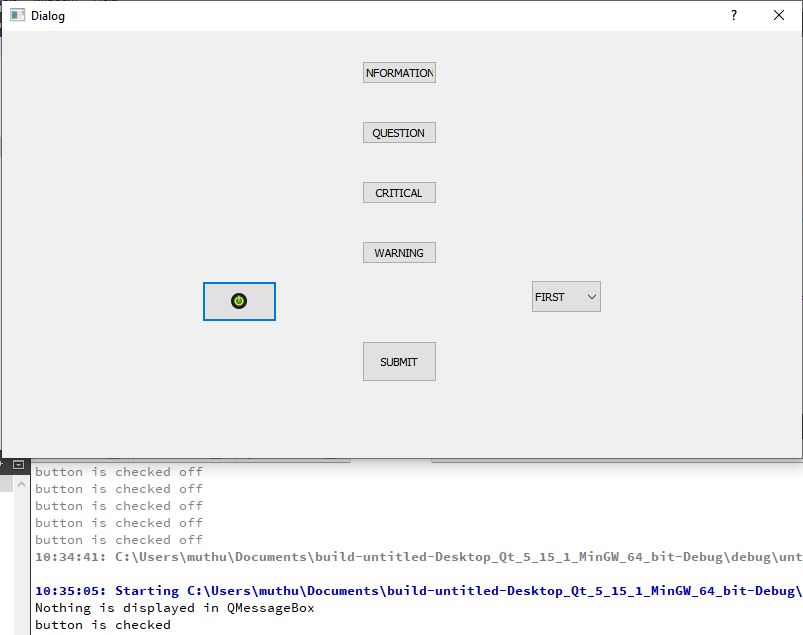 Dialog
?
NFORMATION
QUESTION
CRITICAL
WARNING
FIRST
SUBMIT
button is checked off
button is checked off
button is checked off
button is checked off
button is checked off
10:34:41: C:\Users\muthu\Documents\build-untitled-Desktop_Qt_5_15_1_MinGW_64_bit-Debug\debug\unt
10:35:05: Starting C:\Users\muthu\Documents\build-untitled-Desktop_Qt_5_15_1_MinGW_64_bit-Debug\
Nothing is displayed in QMessageBox
button is checked